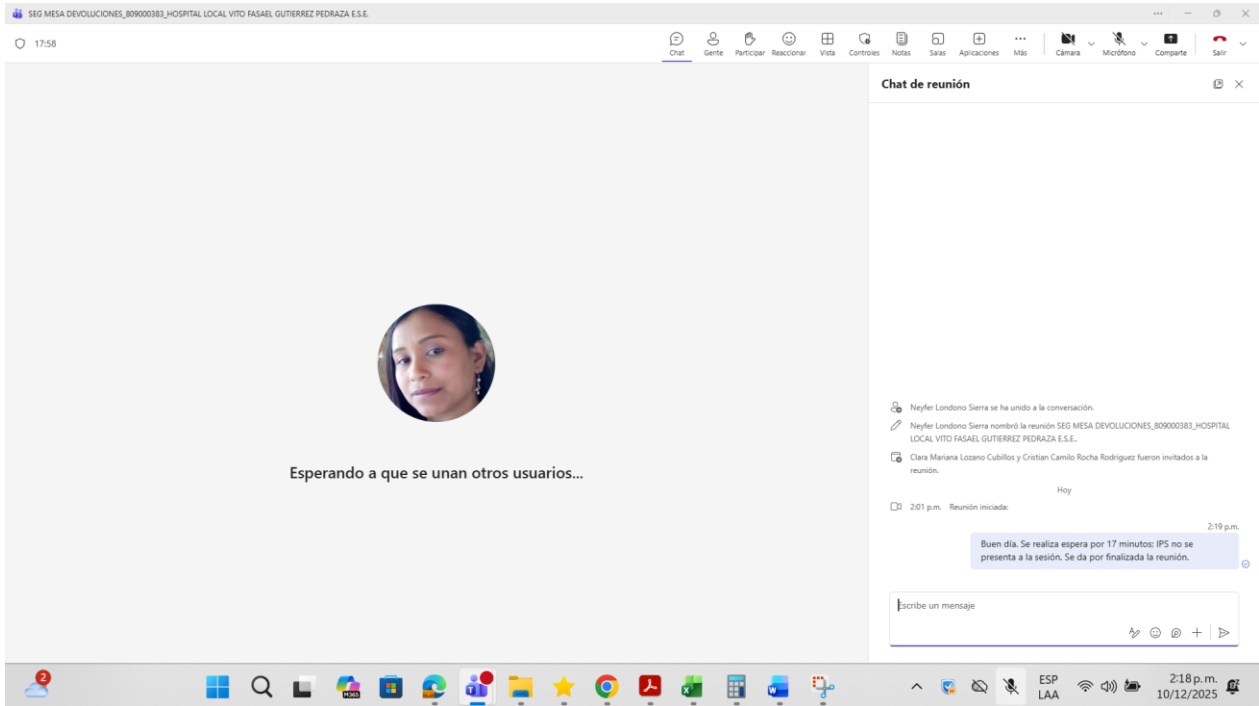 SEG MESA DEVOLUCIONES_809000383_HOSPITAL LOCAL VITO FASAEL GUTIERREZ PEDRAZA E.S.E.
17:58
Chat
Gente
Participar
Reaccionar
Vista
Controles
Notas
Salas
Aplicaciones
Más
Cámara
Micrófono
Comparte
Salir
Chat de reunión
Esperando a que se unan otros usuarios...
Neyfer Londono Sierra se ha unido a la conversación.
Neyfer Londono Sierra nombró la reunión SEG MESA DEVOLUCIONES_809000383_HOSPITAL
LOCAL VITO FASAEL GUTIERREZ PEDRAZA E.S.E..
Clara Mariana Lozano Cubillos y Cristian Camilo Rocha Rodriguez fueron invitados a la
reunión.
Hoy
2:01 p.m. Reunión iniciada:
2:19 p.m.
Buen día. Se realiza espera por 17 minutos; IPS no se
presenta a la sesión. Se da por finalizada la reunión.
Escribe un mensaje
2
M365
ESP
LAA
2:18 p. m.
10/12/2025